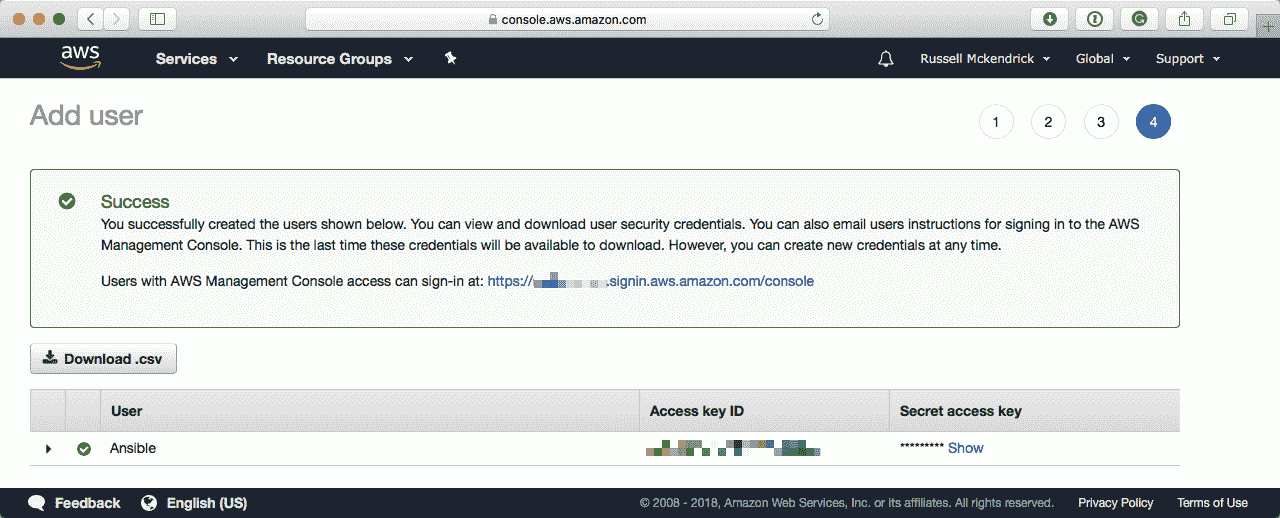 console.aws.amazon.com
aws Services Resource Groups Russell Mckendrick Global Support
Add user 1 2 3 4
Success
You successfully created the users shown below. You can view and download user security credentials. You can also email users instructions for signing in to the AWS
Management Console. This is the last time these credentials will be available to download. However, you can create new credentials at any time.
Users with AWS Management Console access can sign-in at: https:// .signin.aws.amazon.com/console
Download .csv
User Access key ID Secret access key
Ansible ********* Show
Feedback English (US) © 2008 - 2018, Amazon Web Services, Inc. or its affiliates. All rights reserved. Privacy Policy Terms of Use